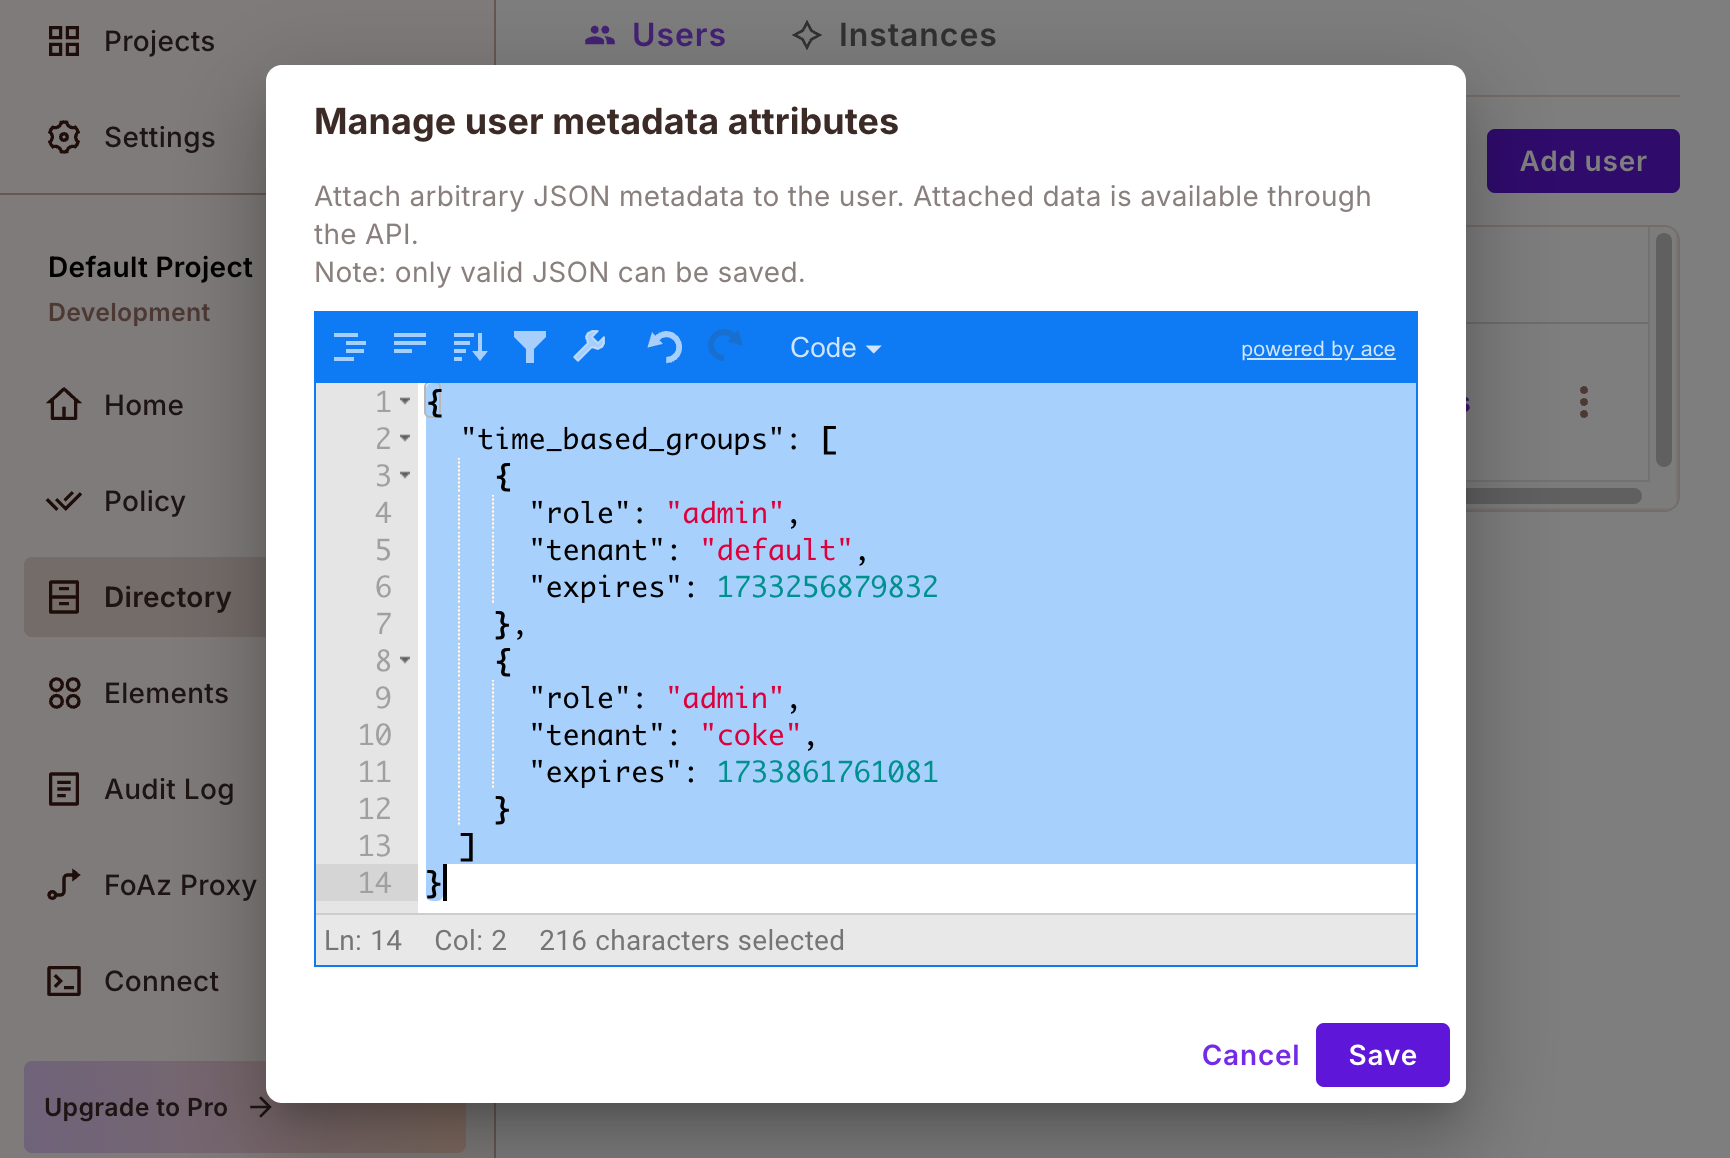 Projects
Settings
Default Project
Development
Home
Policy
Directory
Elements
Audit Log
FoAz Proxy
Connect
Upgrade to Pro
Users
Instances
Add user
Manage user metadata attributes
Attach arbitrary JSON metadata to the user. Attached data is available through
the API.
Note: only valid JSON can be saved.
Code
powered by ace
1 {
2 "time_based_groups": [
3 {
4 "role": "admin",
5 "tenant": "default",
6 "expires": 1733256879832
7 },
8 {
9 "role": "admin",
10 "tenant": "coke",
11 "expires": 1733861761081
12 }
13 ]
14 }
Ln: 14 Col: 2 216 characters selected
Cancel
Save